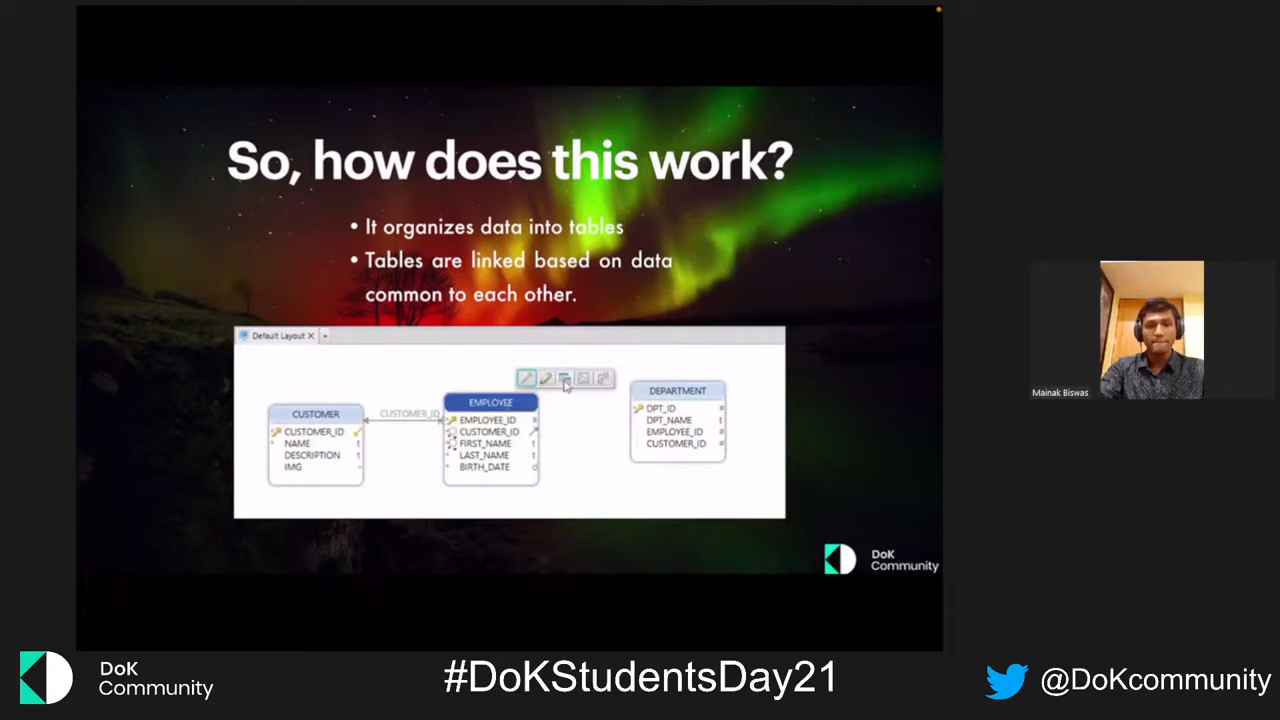 So, how does this work?
• It organizes data into tables
• Tables are linked based on data
common to each other.
Default Layout
CUSTOMER
CUSTOMER_ID
NAME
DESCRIPTION
IMG
CUSTOMER_ID
EMPLOYEE
EMPLOYEE_ID
CUSTOMER_ID
FIRST_NAME
LAST_NAME
BIRTH_DATE
DEPARTMENT
DPT_ID
DPT_NAME
EMPLOYEE_ID
CUSTOMER_ID
DoK
Community
Mainak Biswas
DoK
Community
#DoKStudentsDay21
@DoKcommunity